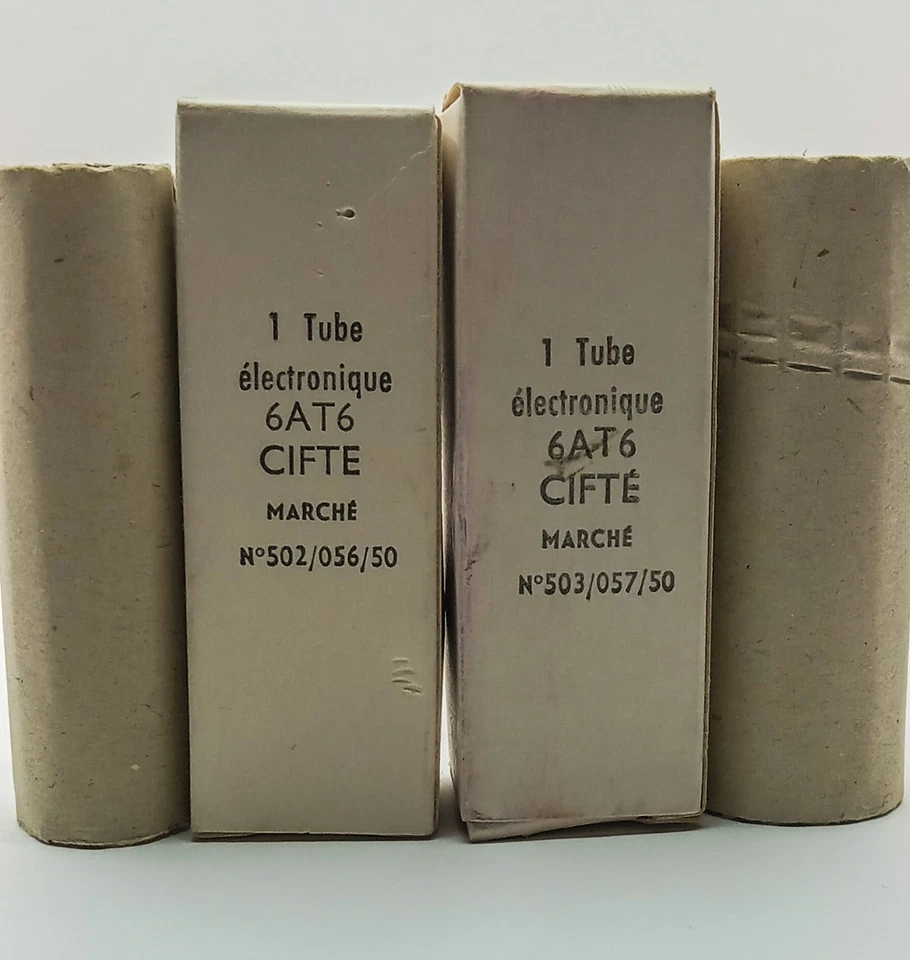 1 Tube
électronique
6AT6
CIFTE
MARCHÉ
N°502/056/50
1 Tube
électronique
6AT6
CIFTÉ
MARCHÉ
N°503/057/50